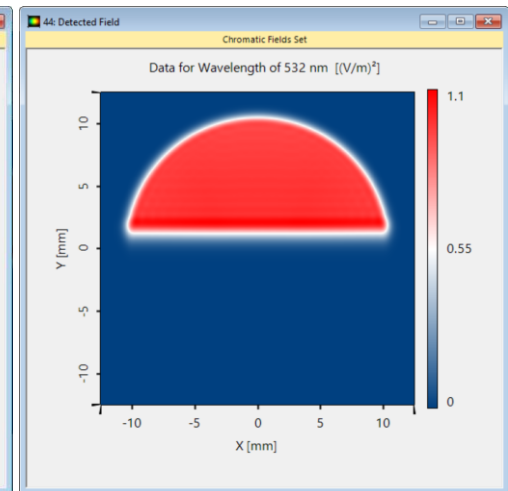 44: Detected Field
Chromatic Fields Set
Data for Wavelength of 532 nm [(V/m)²]
1.1
0.55
0
Y [mm]
10
5
0
-5
-10
-10 -5 0 5 10
X [mm]